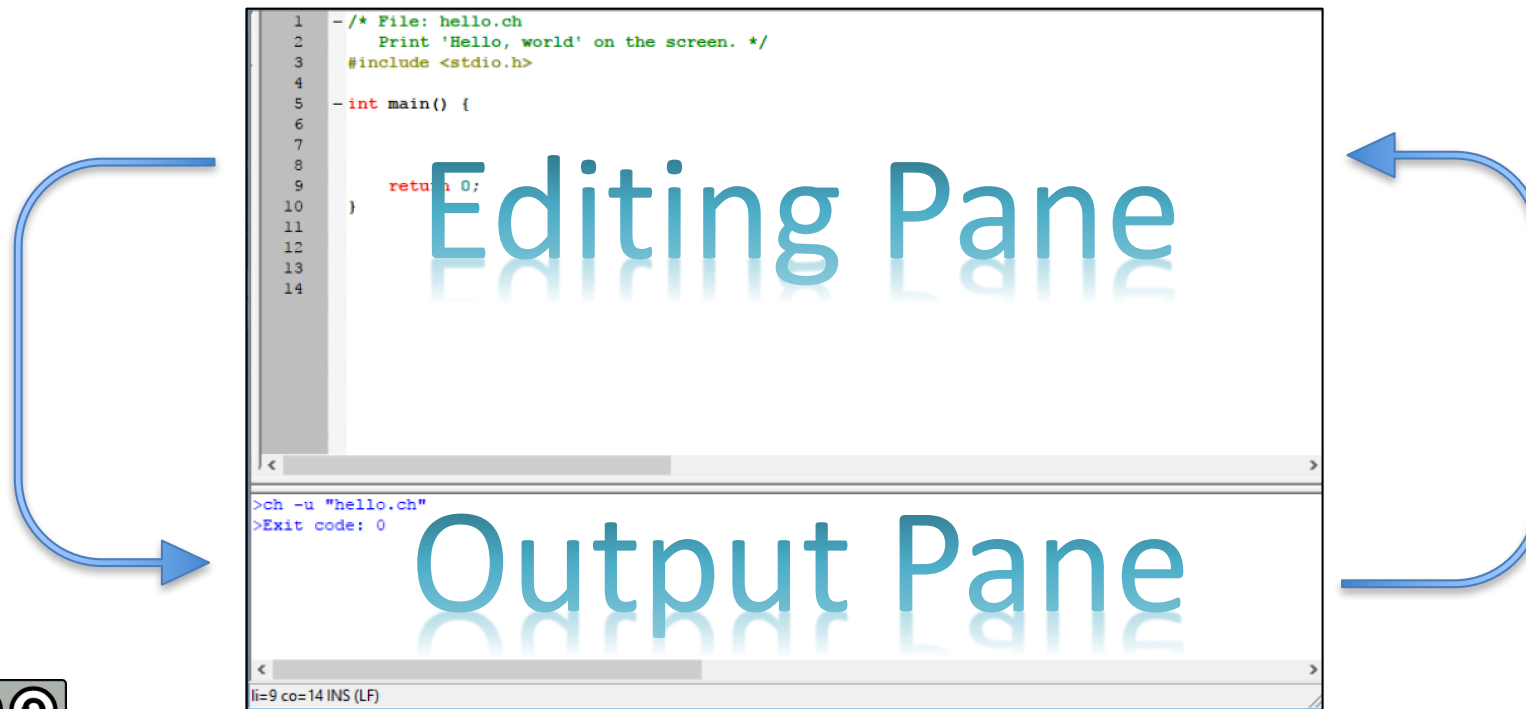 1 -/* File: hello.ch
2 Print 'Hello, world' on the screen. */
3 #include <stdio.h>
4
5 -int main() {
6
7
8
9 return 0;
10 }
11
12
13
14
Editing Pane
>ch -u "hello.ch"
>Exit code: 0
Output Pane
li=9 co=14 INS (LF)